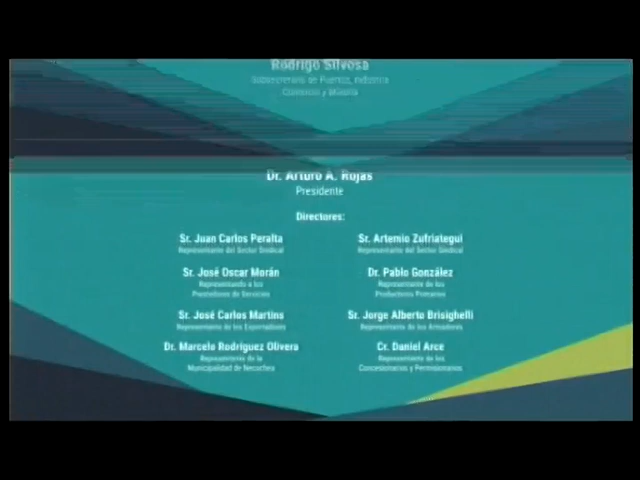 Rodrigo Silvosa
Subsecretario de Puertos, Industria
Comercio y Minería
Dr. Arturo A. Rojas
Presidente
Directores:
Sr. Juan Carlos Peralta
Representante del Sector Sindical
Sr. Artemio Zufriategui
Representante del Sector Sindical
Sr. José Oscar Morán
Representando a los
Prestadores de Servicios
Dr. Pablo González
Representante de los
Productores Primarios
Sr. José Carlos Martins
Representante de los Exportadores
Sr. Jorge Alberto Brisighelli
Representante de los Armadores
Dr. Marcelo Rodriguez Olivera
Representante de la
Municipalidad de Necochea
Cr. Daniel Arce
Representante de los
Concesionarios y Permisionarios